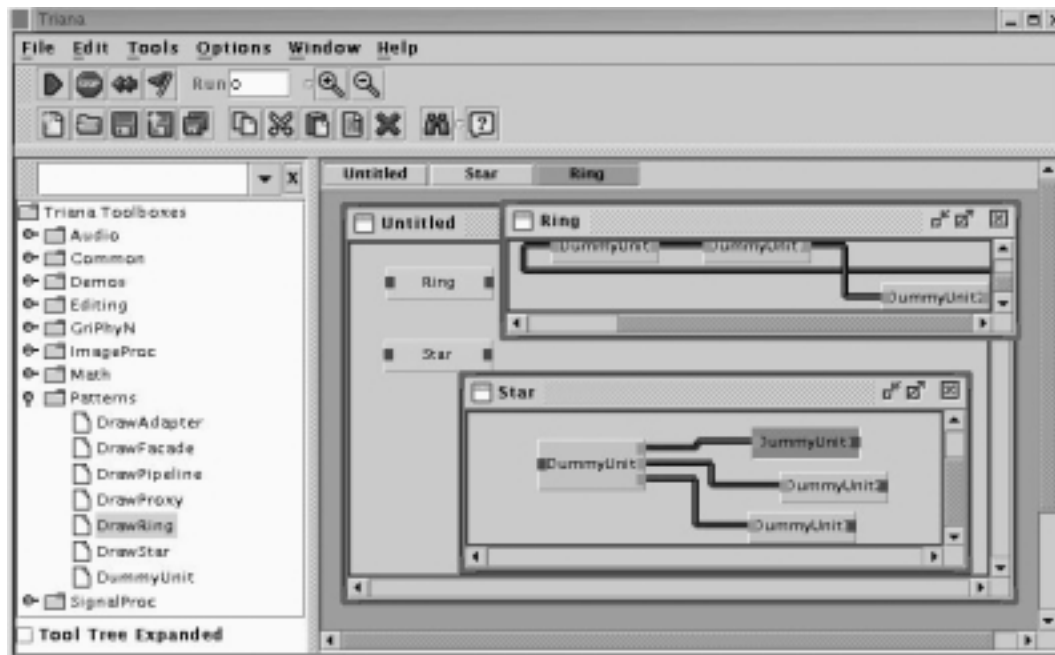 Triana
File Edit Tools Options Window Help
Run 0
STOP
?
X
Untitled Star Ring
Triana Toolboxes
Audio
Common
Demos
Editing
GriPhyN
ImageProc
Math
Patterns
DrawAdapter
DrawFacade
DrawPipeline
DrawProxy
DrawRing
DrawStar
DummyUnit
SignalProc
Tool Tree Expanded
Untitled
Ring
Star
Ring
DummyUnit DummyUnit
DummyUnit
Star
DummyUnit
DummyUnit
DummyUnit
DummyUnit